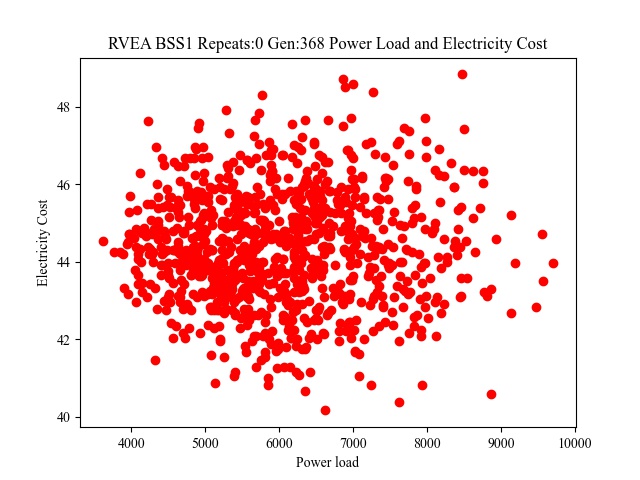 RVEA BSS1 Repeats:0 Gen:368 Power Load and Electricity Cost
48
46
44
42
40
Electricity Cost
4000 5000 6000 7000 8000 9000 10000
Power load